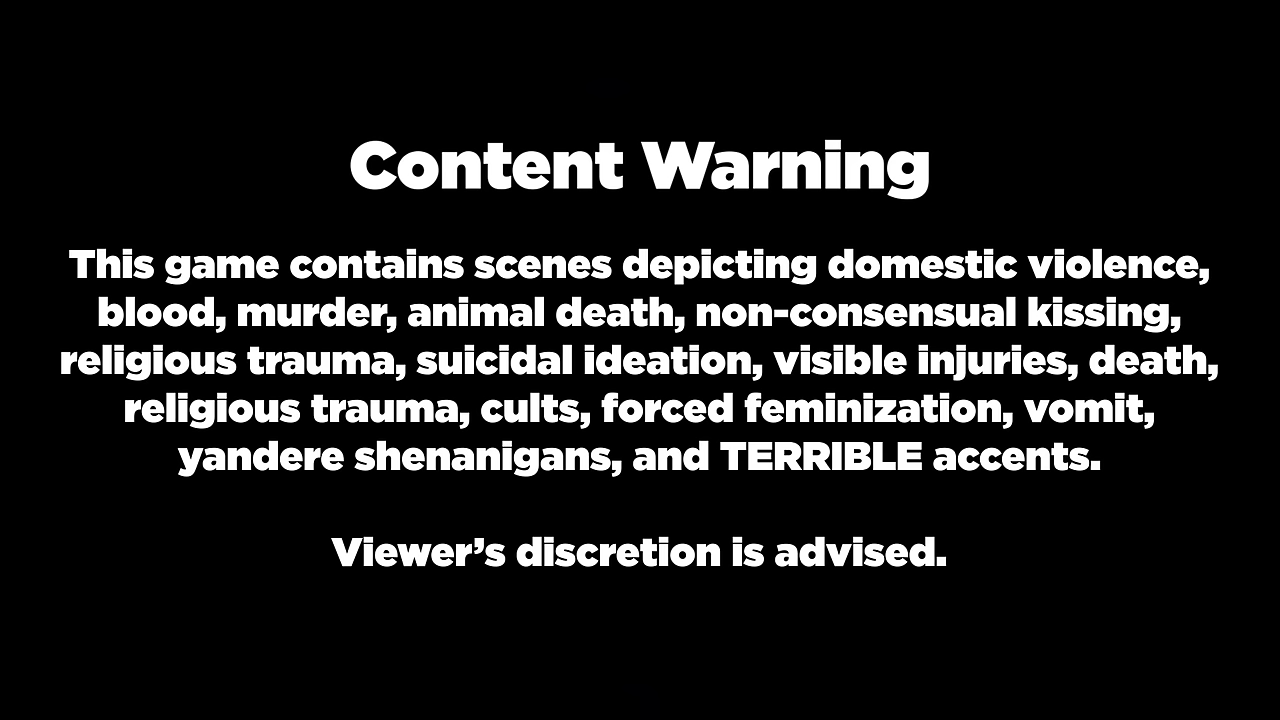 Content Warning
This game contains scenes depicting domestic violence,
blood, murder, animal death, non-consensual kissing,
religious trauma, suicidal ideation, visible injuries, death,
religious trauma, cults, forced feminization, vomit,
yandere shenanigans, and TERRIBLE accents.
Viewer’s discretion is advised.